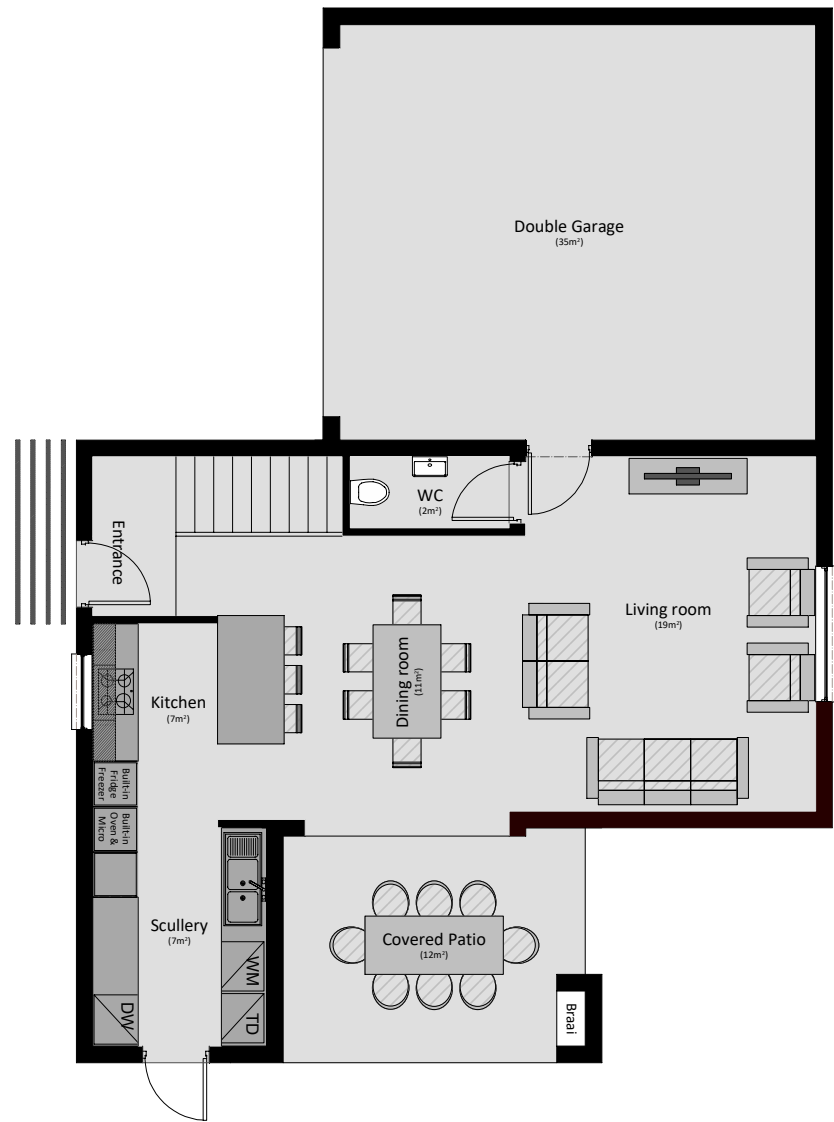 Double Garage
(35m²)
WC
(2m²)
Entrance
Living room
(19m²)
Dining room
(11m²)
Kitchen
(7m²)
Built-in
Fridge
Freezer
Built-in
Oven &
Micro
Scullery
(7m²)
WM
TD
DW
Covered Patio
(12m²)
Braai